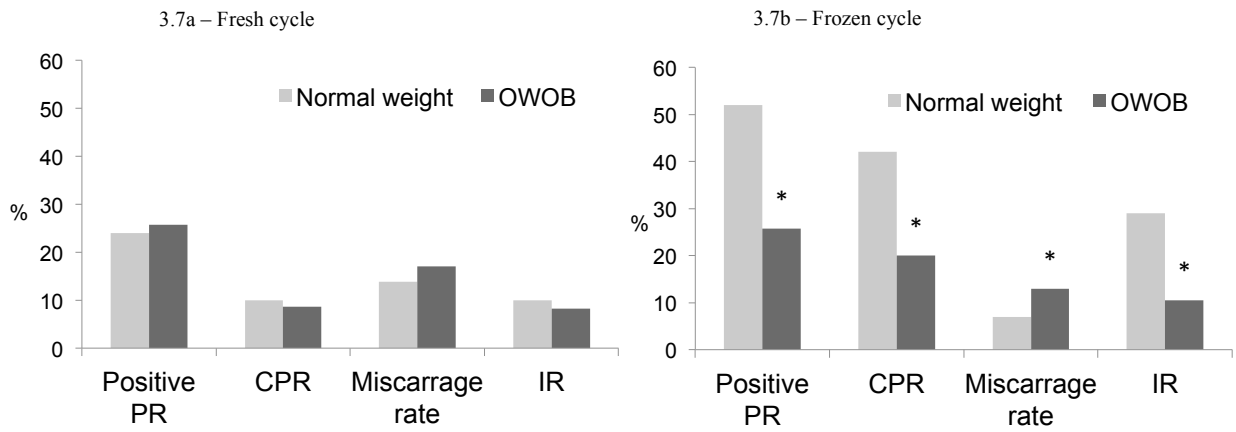 3.7a – Fresh cycle
60
50
40
30
%
20
10
0
Normal weight OWOB
Positive PR
CPR
Miscarrage rate
IR
3.7b – Frozen cycle
60
50
40
30
%
20
10
0
Normal weight OWOB
*
*
*
*
Positive PR
CPR
Miscarrage rate
IR